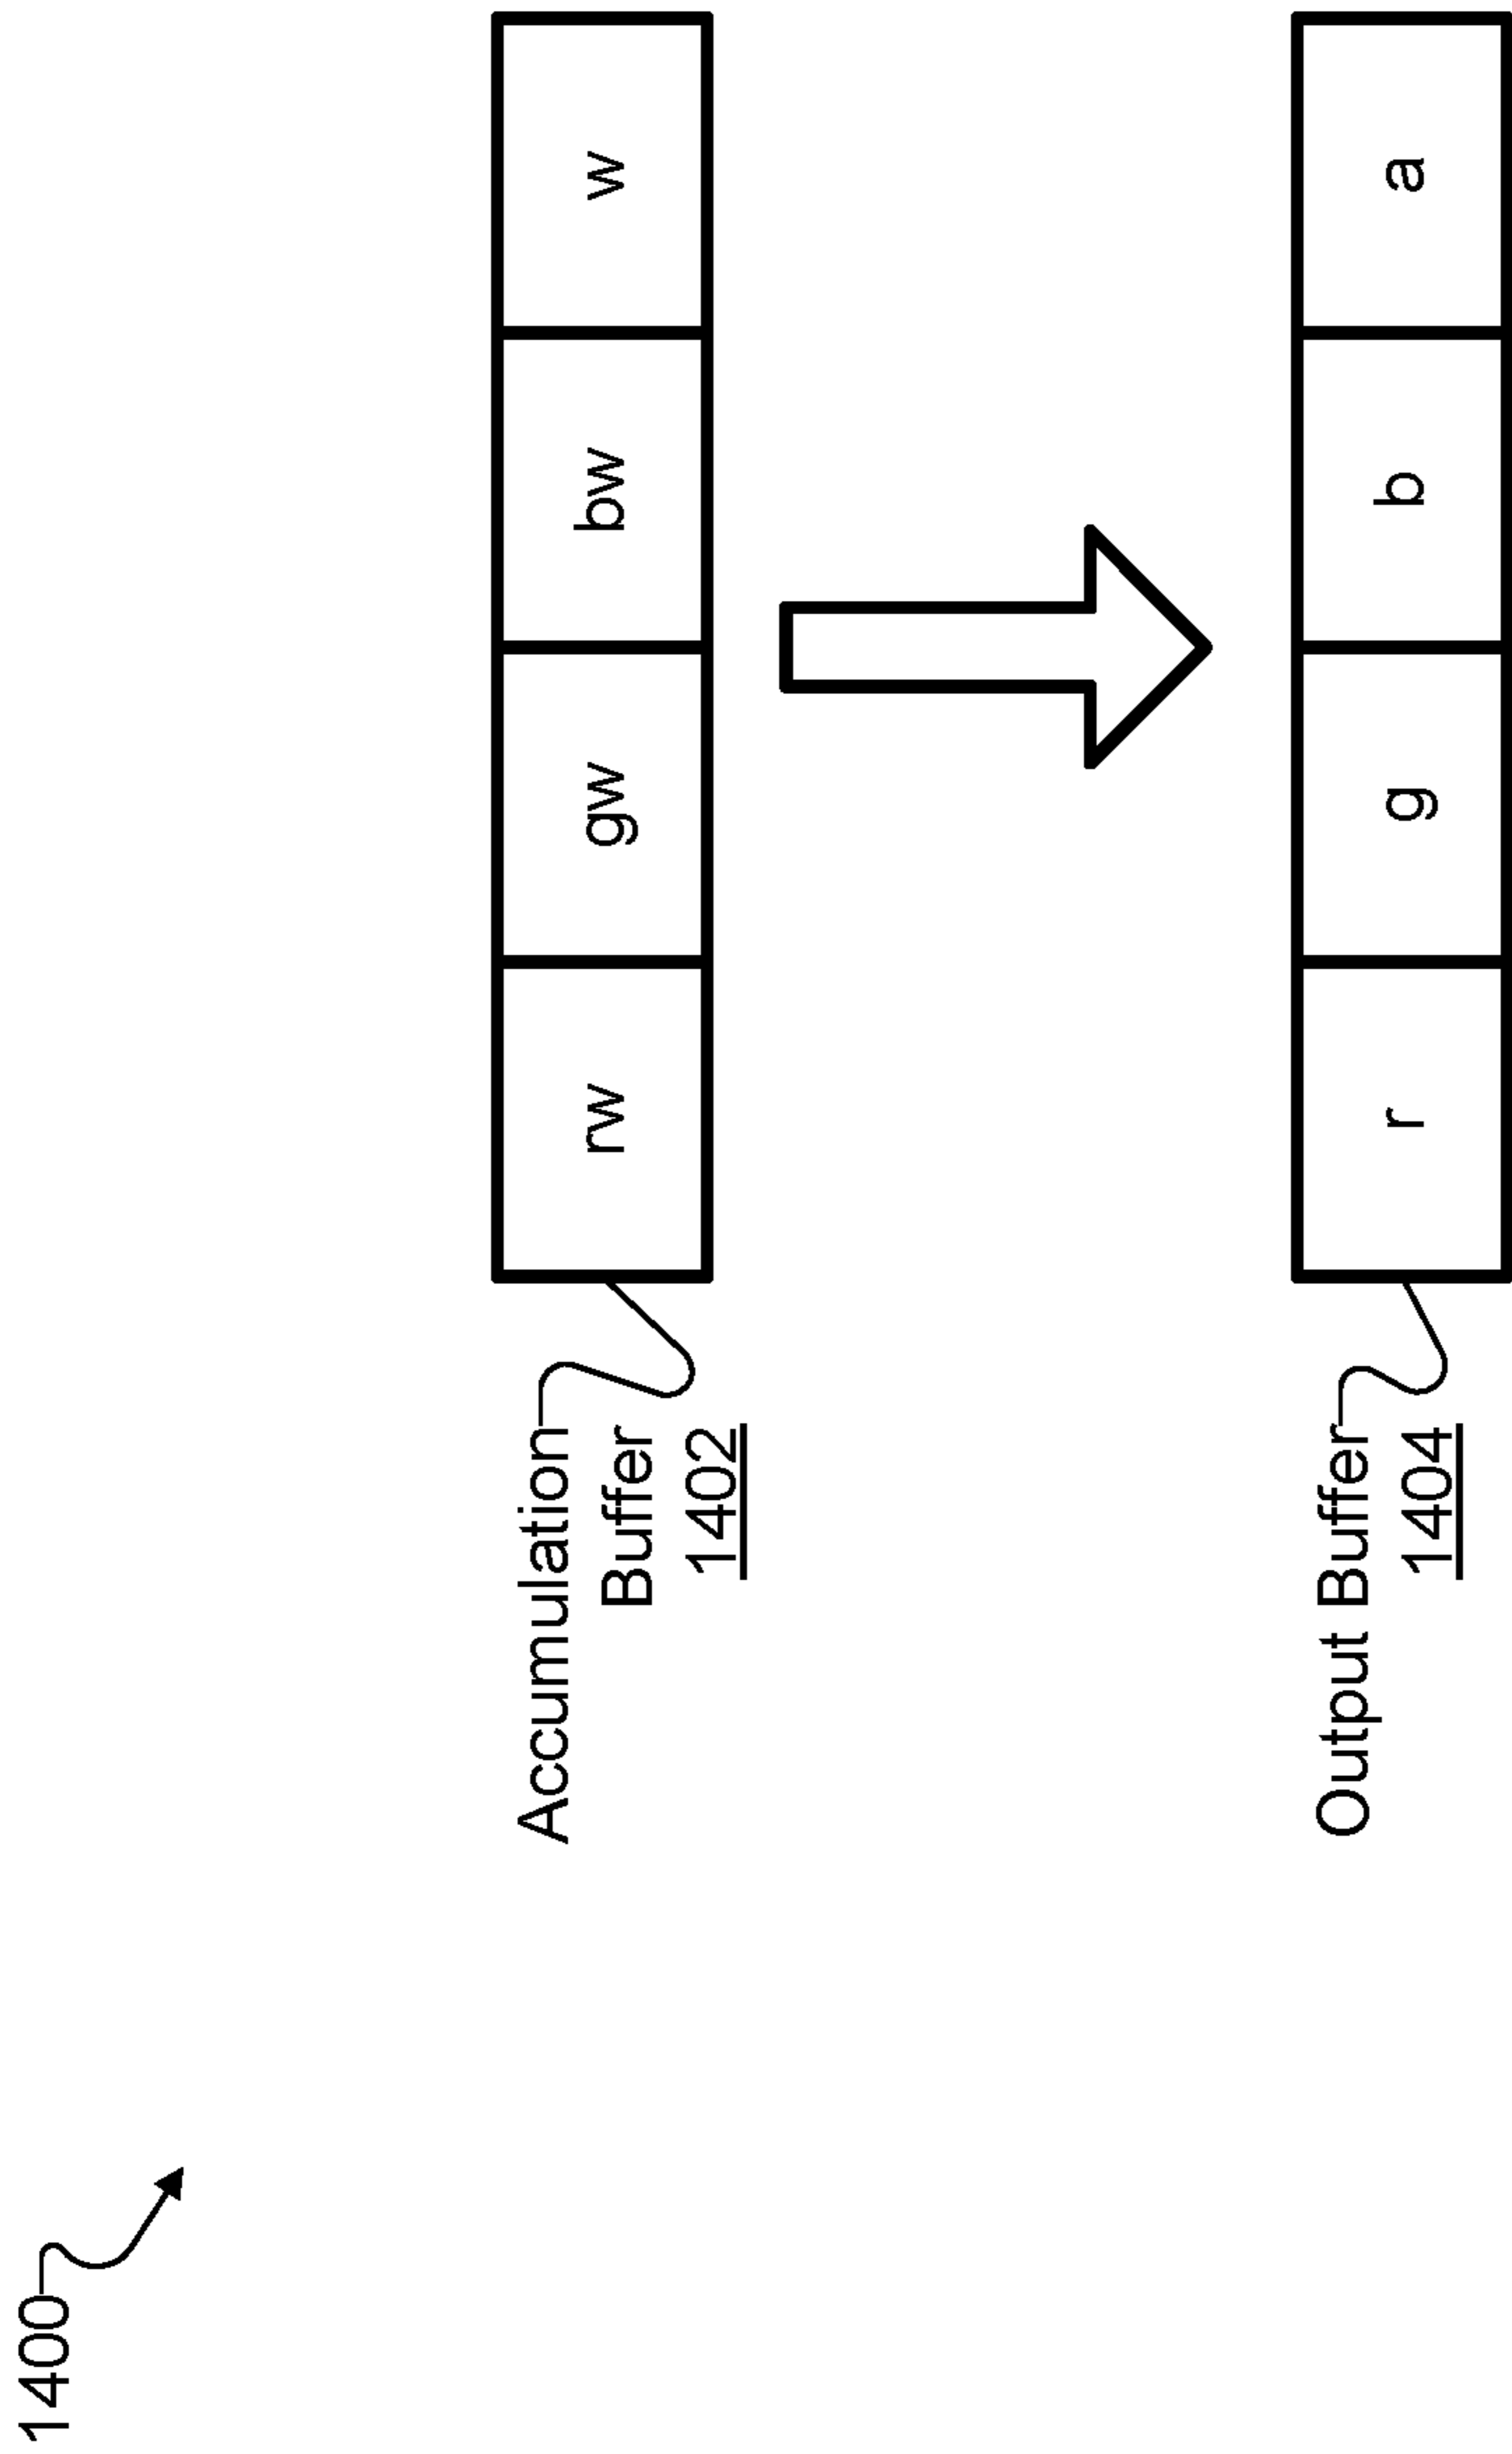 1400
Accumulation
Buffer
1402
rw
gw
bw
w
Output Buffer
1404
r
g
b
a